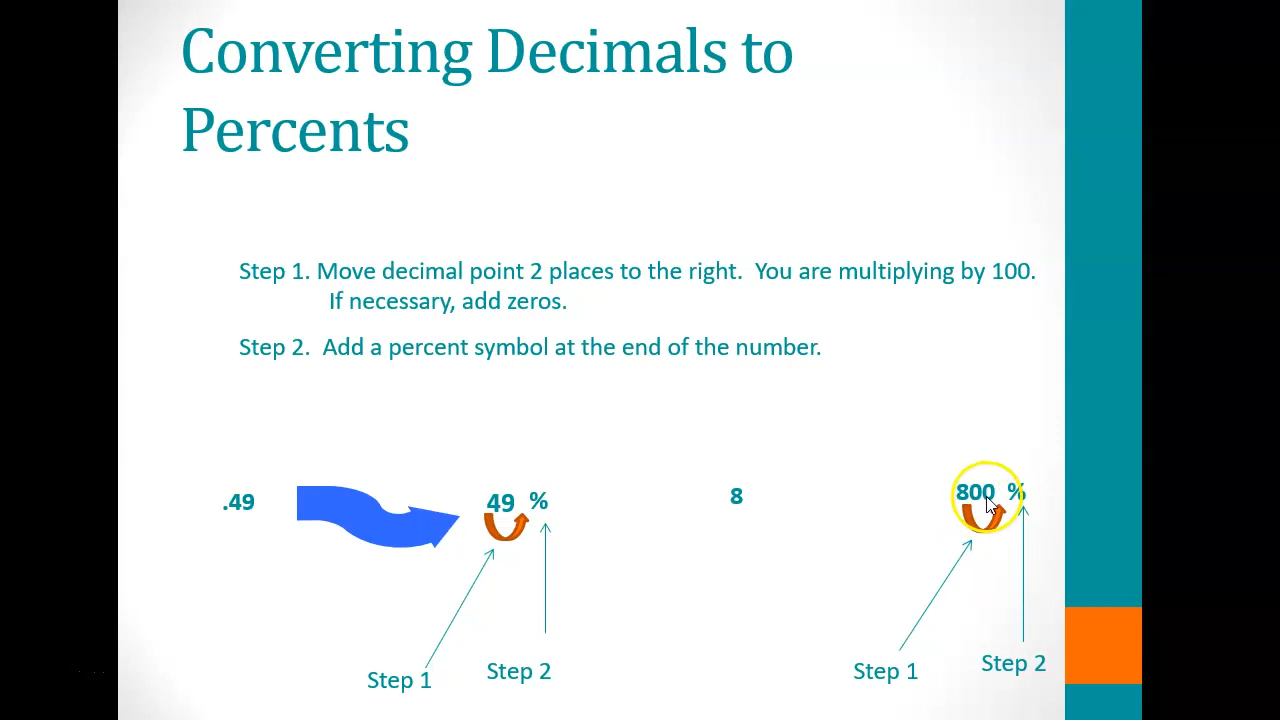 Converting Decimals to
Percents
Step 1. Move decimal point 2 places to the right. You are multiplying by 100.
If necessary, add zeros.
Step 2. Add a percent symbol at the end of the number.
.49 49 % 8 800 %
Step 1 Step 2 Step 1 Step 2